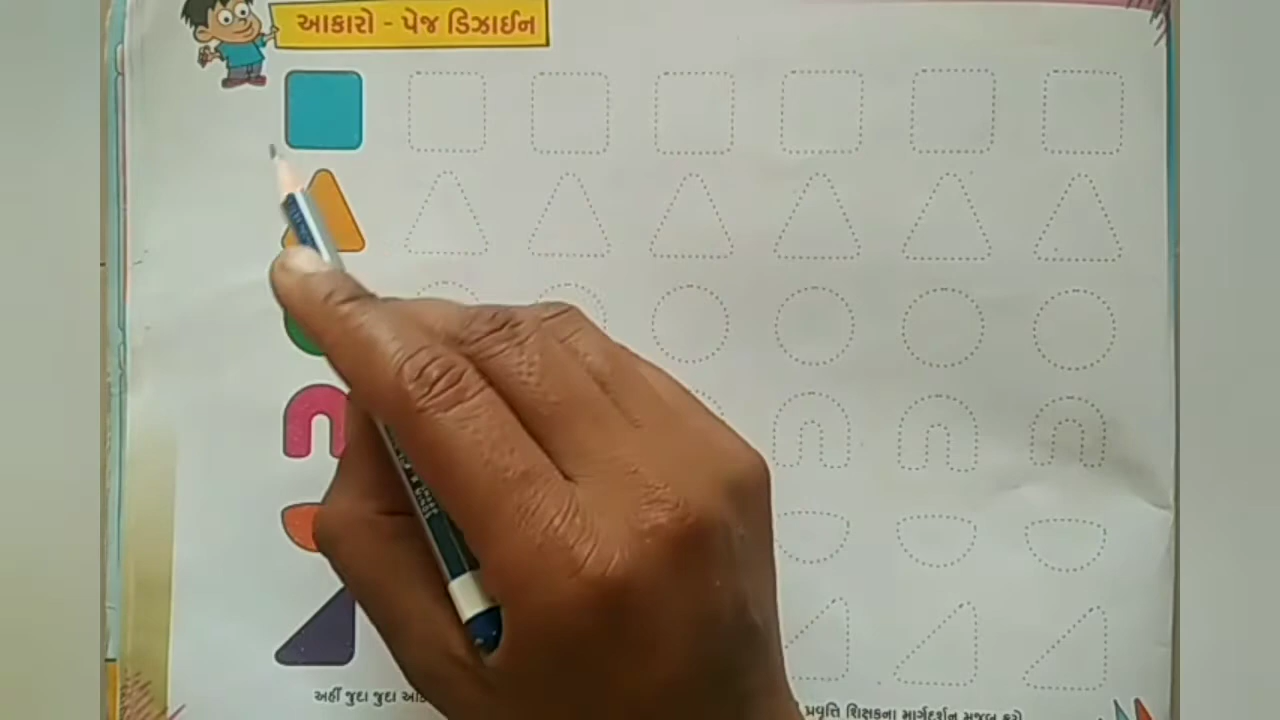 આકારો - પેજ ડિઝાઈન
અહીં જુદા જુદા
પ્રવૃત્તિ શિક્ષકના માર્ગદર્શન મુજબ કરો